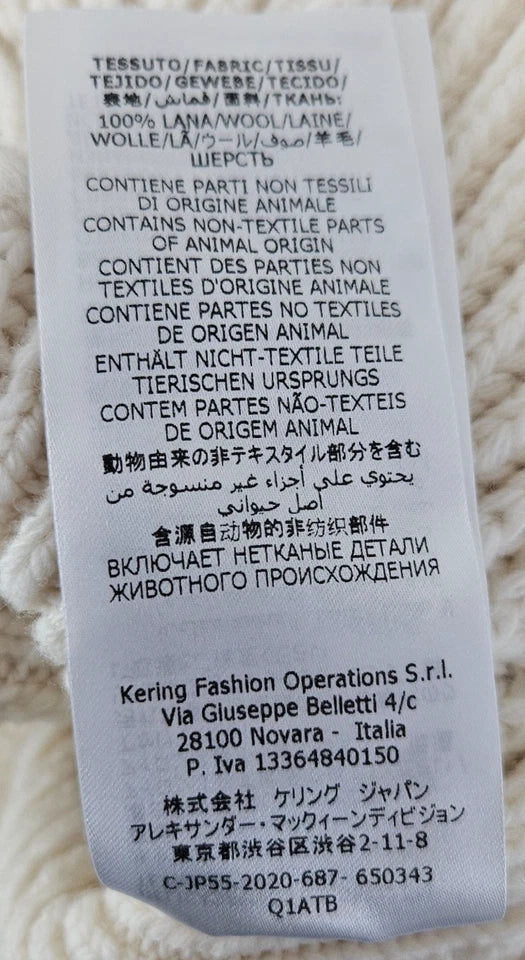 TESSUTO/FABRIC/TISSU/
TEJIDO/GEWEBE/TECIDO/
表地/قماش/面料/ТКАНЬ:
100% LANA/WOOL/LAINE/
WOLLE/LÃ/ウール/صوف/羊毛/
ШЕРСТЬ
CONTIENE PARTI NON TESSILI
DI ORIGINE ANIMALE
CONTAINS NON-TEXTILE PARTS
OF ANIMAL ORIGIN
CONTIENT DES PARTIES NON
TEXTILES D'ORIGINE ANIMALE
CONTIENE PARTES NO TEXTILES
DE ORIGEN ANIMAL
ENTHÄLT NICHT-TEXTILE TEILE
TIERISCHEN URSPRUNGS
CONTEM PARTES NÃO-TEXTEIS
DE ORIGEM ANIMAL
動物由来の非テキスタイル部分を含む
يحتوي علي أجزاء غير منسوجة من
أصل حيواني
含源自动物的非纺织部件
ВКЛЮЧАЕТ НЕТКАНЫЕ ДЕТАЛИ
ЖИВОТНОГО ПРОИСХОЖДЕНИЯ
Kering Fashion Operations S.r.l.
Via Giuseppe Belletti 4/c
28100 Novara - Italia
P. Iva 13364840150
株式会社 ケリング ジャパン
アレキサンダー・マックィーンディビジョン
東京都渋谷区渋谷2-11-8
C-JP55-2020-687- 650343
Q1ATB